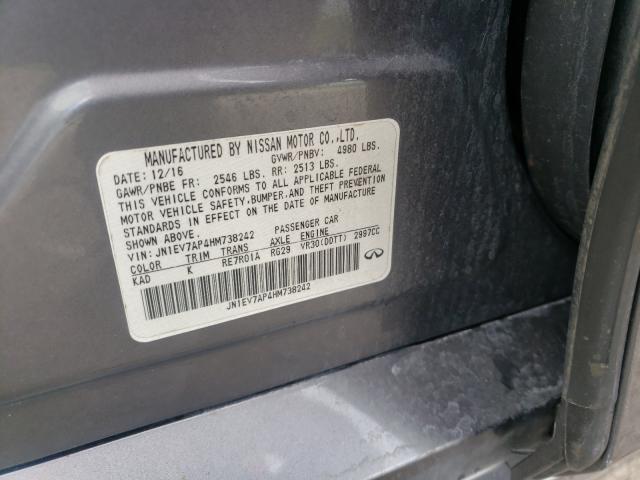 MANUFACTURED BY NISSAN MOTOR CO.,LTD.
DATE: 12/16 GVWR/PNBV: 4980 LBS.
GAWR/PNBE FR: 2546 LBS. RR: 2513 LBS.
THIS VEHICLE CONFORMS TO ALL APPLICABLE FEDERAL
MOTOR VEHICLE SAFETY,BUMPER,AND THEFT PREVENTION
STANDARDS IN EFFECT ON THE DATE OF MANUFACTURE
SHOWN ABOVE.
VIN: JN1EV7AP4HM738242 PASSENGER CAR
COLOR TRIM TRANS AXLE ENGINE
KAD K RE7R01A RG29 VR30(DDTT) 2997CC
JN1EV7AP4HM738242